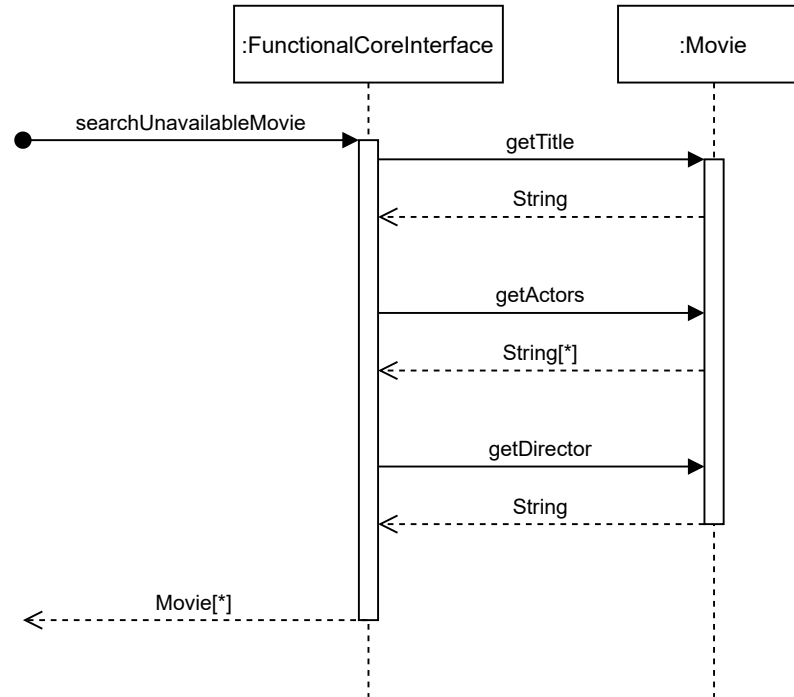 :FunctionalCoreInterface
:Movie
searchUnavailableMovie
getTitle
String
getActors
String[*]
getDirector
String
Movie[*]